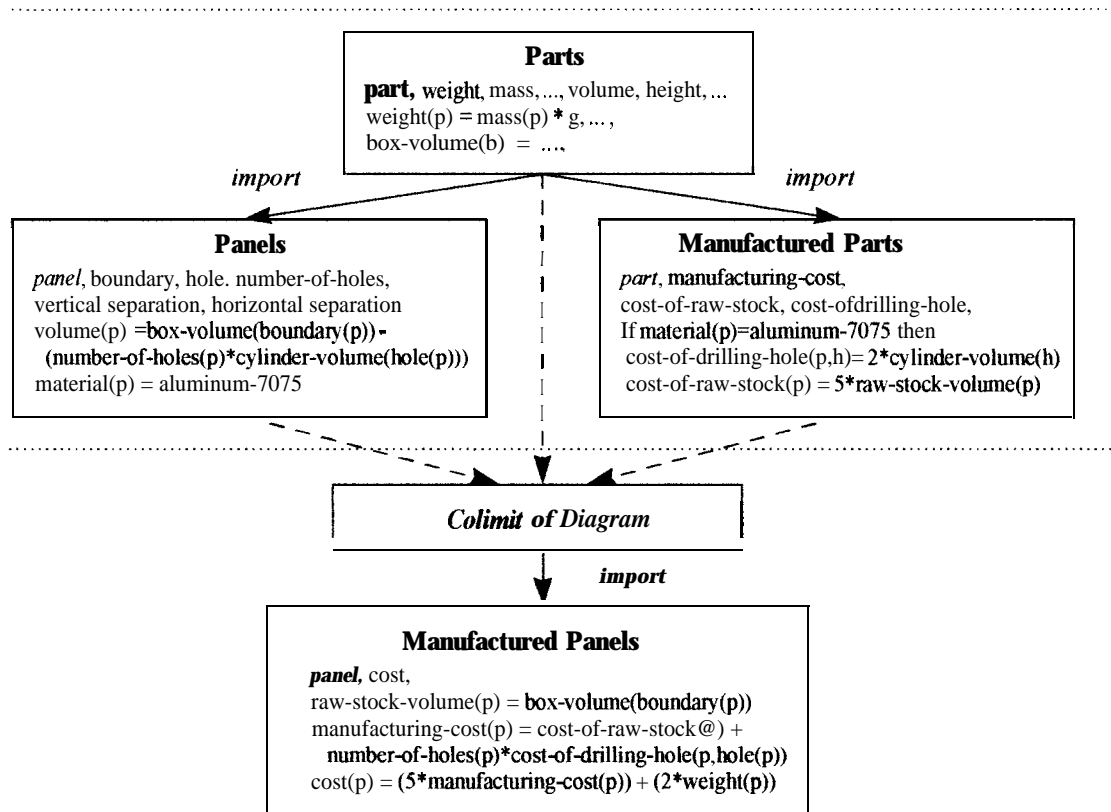 Parts
part, weight, mass, ..., volume, height, ...
weight(p) = mass(p) * g, ... ,
box-volume(b) = ...,
import
import
Panels
panel, boundary, hole. number-of-holes,
vertical separation, horizontal separation
volume(p) =box-volume(boundary(p)) -
(number-of-holes(p)*cylinder-volume(hole(p)))
material(p) = aluminum-7075
Manufactured Parts
part, manufacturing-cost,
cost-of-raw-stock, cost-ofdrilling-hole,
If material(p)=aluminum-7075 then
cost-of-drilling-hole(p,h)= 2*cylinder-volume(h)
cost-of-raw-stock(p) = 5*raw-stock-volume(p)
Colimit of Diagram
import
Manufactured Panels
panel, cost,
raw-stock-volume(p) = box-volume(boundary(p))
manufacturing-cost(p) = cost-of-raw-stock@) +
number-of-holes(p)*cost-of-drilling-hole(p,hole(p))
cost(p) = (5*manufacturing-cost(p)) + (2*weight(p))